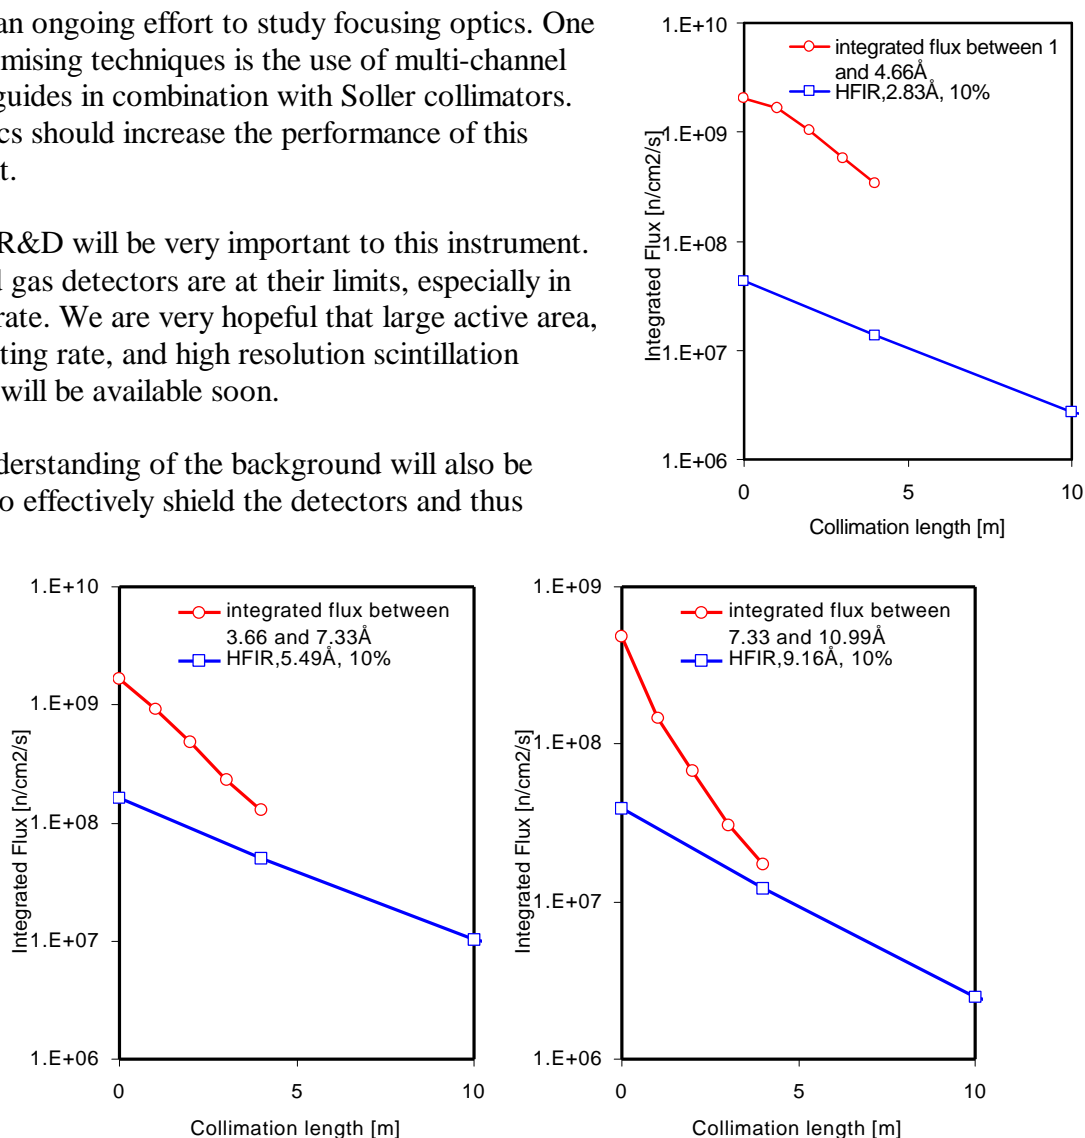 an ongoing effort to study focusing optics. One
mising techniques is the use of multi-channel
guides in combination with Soller collimators.
cs should increase the performance of this
t.
R&D will be very important to this instrument.
gas detectors are at their limits, especially in
rate. We are very hopeful that large active area,
ting rate, and high resolution scintillation
will be available soon.
derstanding of the background will also be
o effectively shield the detectors and thus
1.E+10
1.E+09
1.E+08
1.E+07
1.E+06
Integrated Flux [n/cm2/s]
integrated flux between 1
and 4.66Å
HFIR,2.83Å, 10%
0 5 10
Collimation length [m]
1.E+10
1.E+09
1.E+08
1.E+07
1.E+06
Integrated Flux [n/cm2/s]
integrated flux between
3.66 and 7.33Å
HFIR,5.49Å, 10%
0 5 10
Collimation length [m]
1.E+09
1.E+08
1.E+07
1.E+06
Integrated Flux [n/cm2/s]
integrated flux between
7.33 and 10.99Å
HFIR,9.16Å, 10%
0 5 10
Collimation length [m]